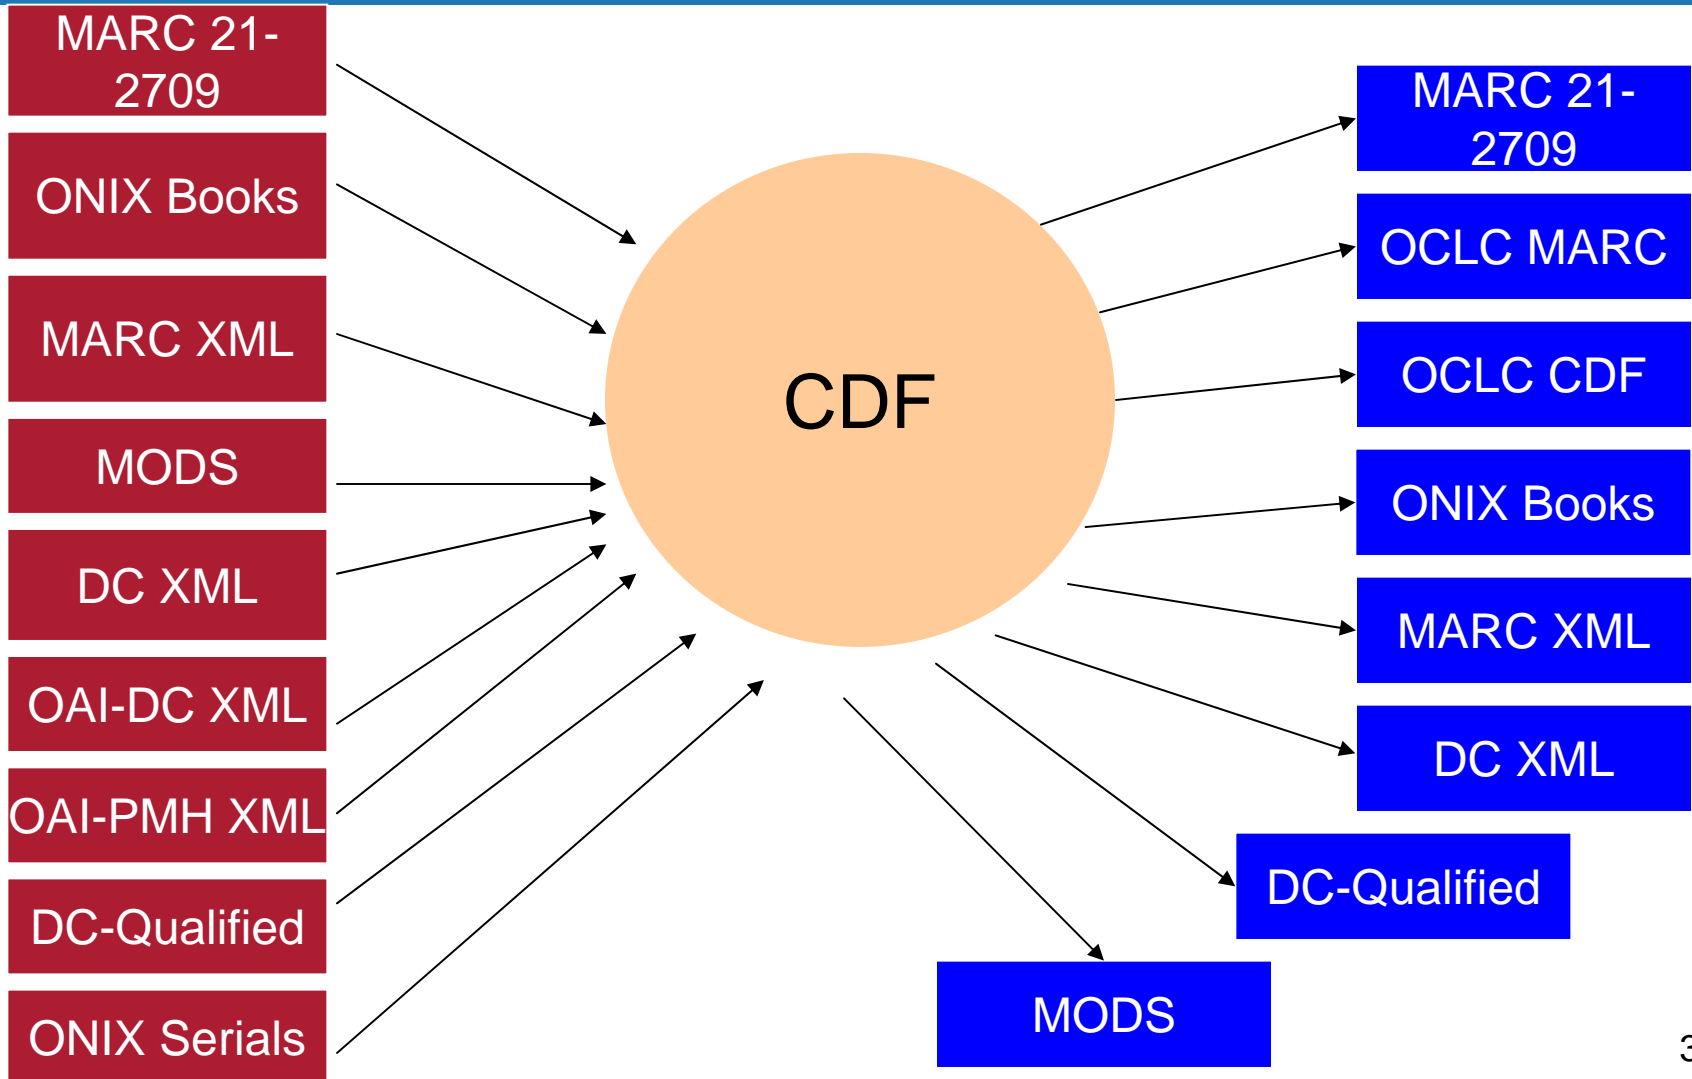 MARC 21-
2709
ONIX Books
MARC XML
MODS
DC XML
OAI-DC XML
OAI-PMH XML
DC-Qualified
ONIX Serials
CDF
MARC 21-
2709
OCLC MARC
OCLC CDF
ONIX Books
MARC XML
DC XML
DC-Qualified
MODS